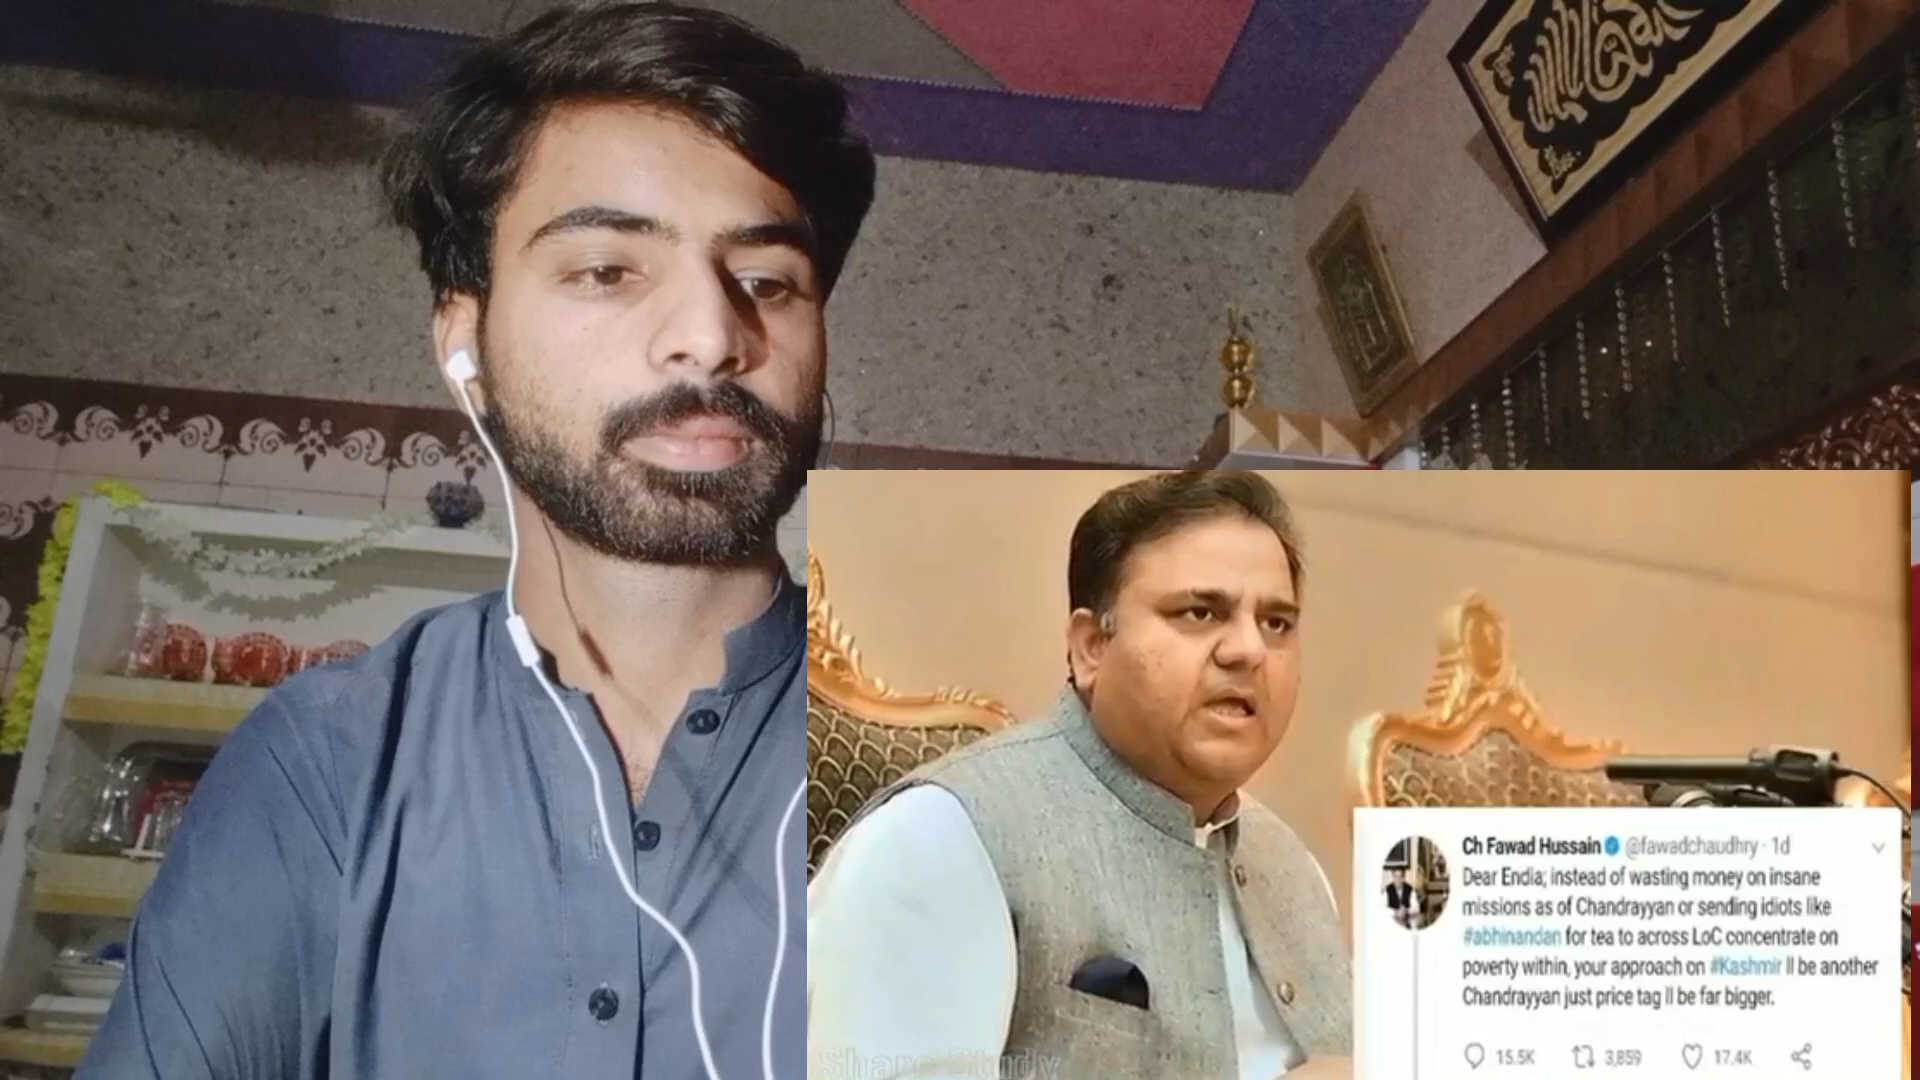 Ch Fawad Hussain @fawadchaudhry · 1d
Dear Endia; instead of wasting money on insane
missions as of Chandrayyan or sending idiots like
#abhinandan for tea to across LoC concentrate on
poverty within, your approach on #Kashmir ll be another
Chandrayyan just price tag ll be far bigger.
15.5K 3,859 17.4K
Share Study